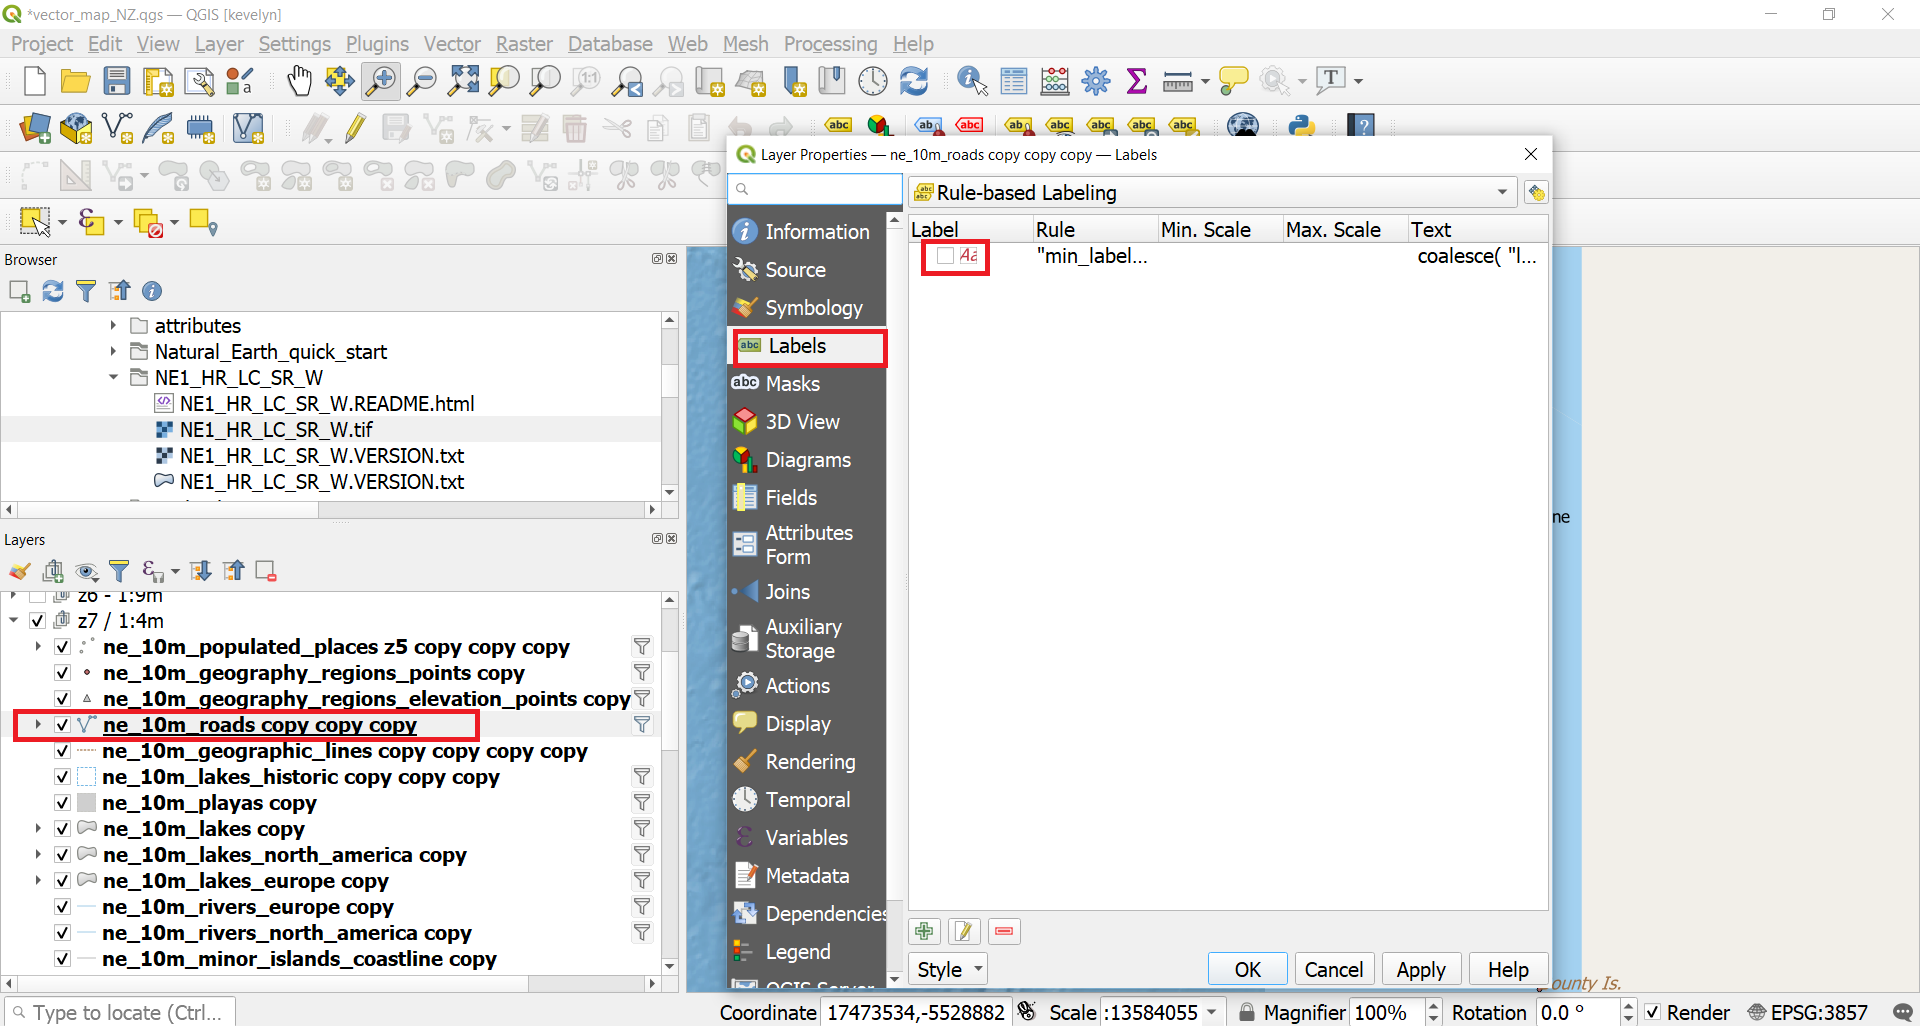 *vector_map_NZ.qgs — QGIS [kevelyn]
Project Edit View Layer Settings Plugins Vector Raster Database Web Mesh Processing Help
Layer Properties — ne_10m_roads copy copy copy — Labels
Browser
attributes
Natural_Earth_quick_start
NE1_HR_LC_SR_W
NE1_HR_LC_SR_W.README.html
NE1_HR_LC_SR_W.tif
NE1_HR_LC_SR_W.VERSION.txt
NE1_HR_LC_SR_W.VERSION.txt
Layers
z6 - 1:9m
z7 / 1:4m
ne_10m_populated_places z5 copy copy copy
ne_10m_geography_regions_points copy
ne_10m_geography_regions_elevation_points copy
ne_10m_roads copy copy copy
ne_10m_geographic_lines copy copy copy copy
ne_10m_lakes_historic copy copy copy
ne_10m_playas copy
ne_10m_lakes copy
ne_10m_lakes_north_america copy
ne_10m_lakes_europe copy
ne_10m_rivers_europe copy
ne_10m_rivers_north_america copy
ne_10m_minor_islands_coastline copy
Information
Source
Symbology
abc Labels
abc Masks
3D View
Diagrams
Fields
Attributes
Form
Joins
Auxiliary
Storage
Actions
Display
Rendering
Temporal
Variables
Metadata
Dependencies
Legend
QGIS Server
Rule-based Labeling
Label Rule Min. Scale Max. Scale Text
Aa "min_label... coalesce( "l...
Style OK Cancel Apply Help
ne
ounty Is.
Type to locate (Ctrl... Coordinate 17473534,-5528882 Scale :13584055 Magnifier 100% Rotation 0.0 ° Render EPSG:3857